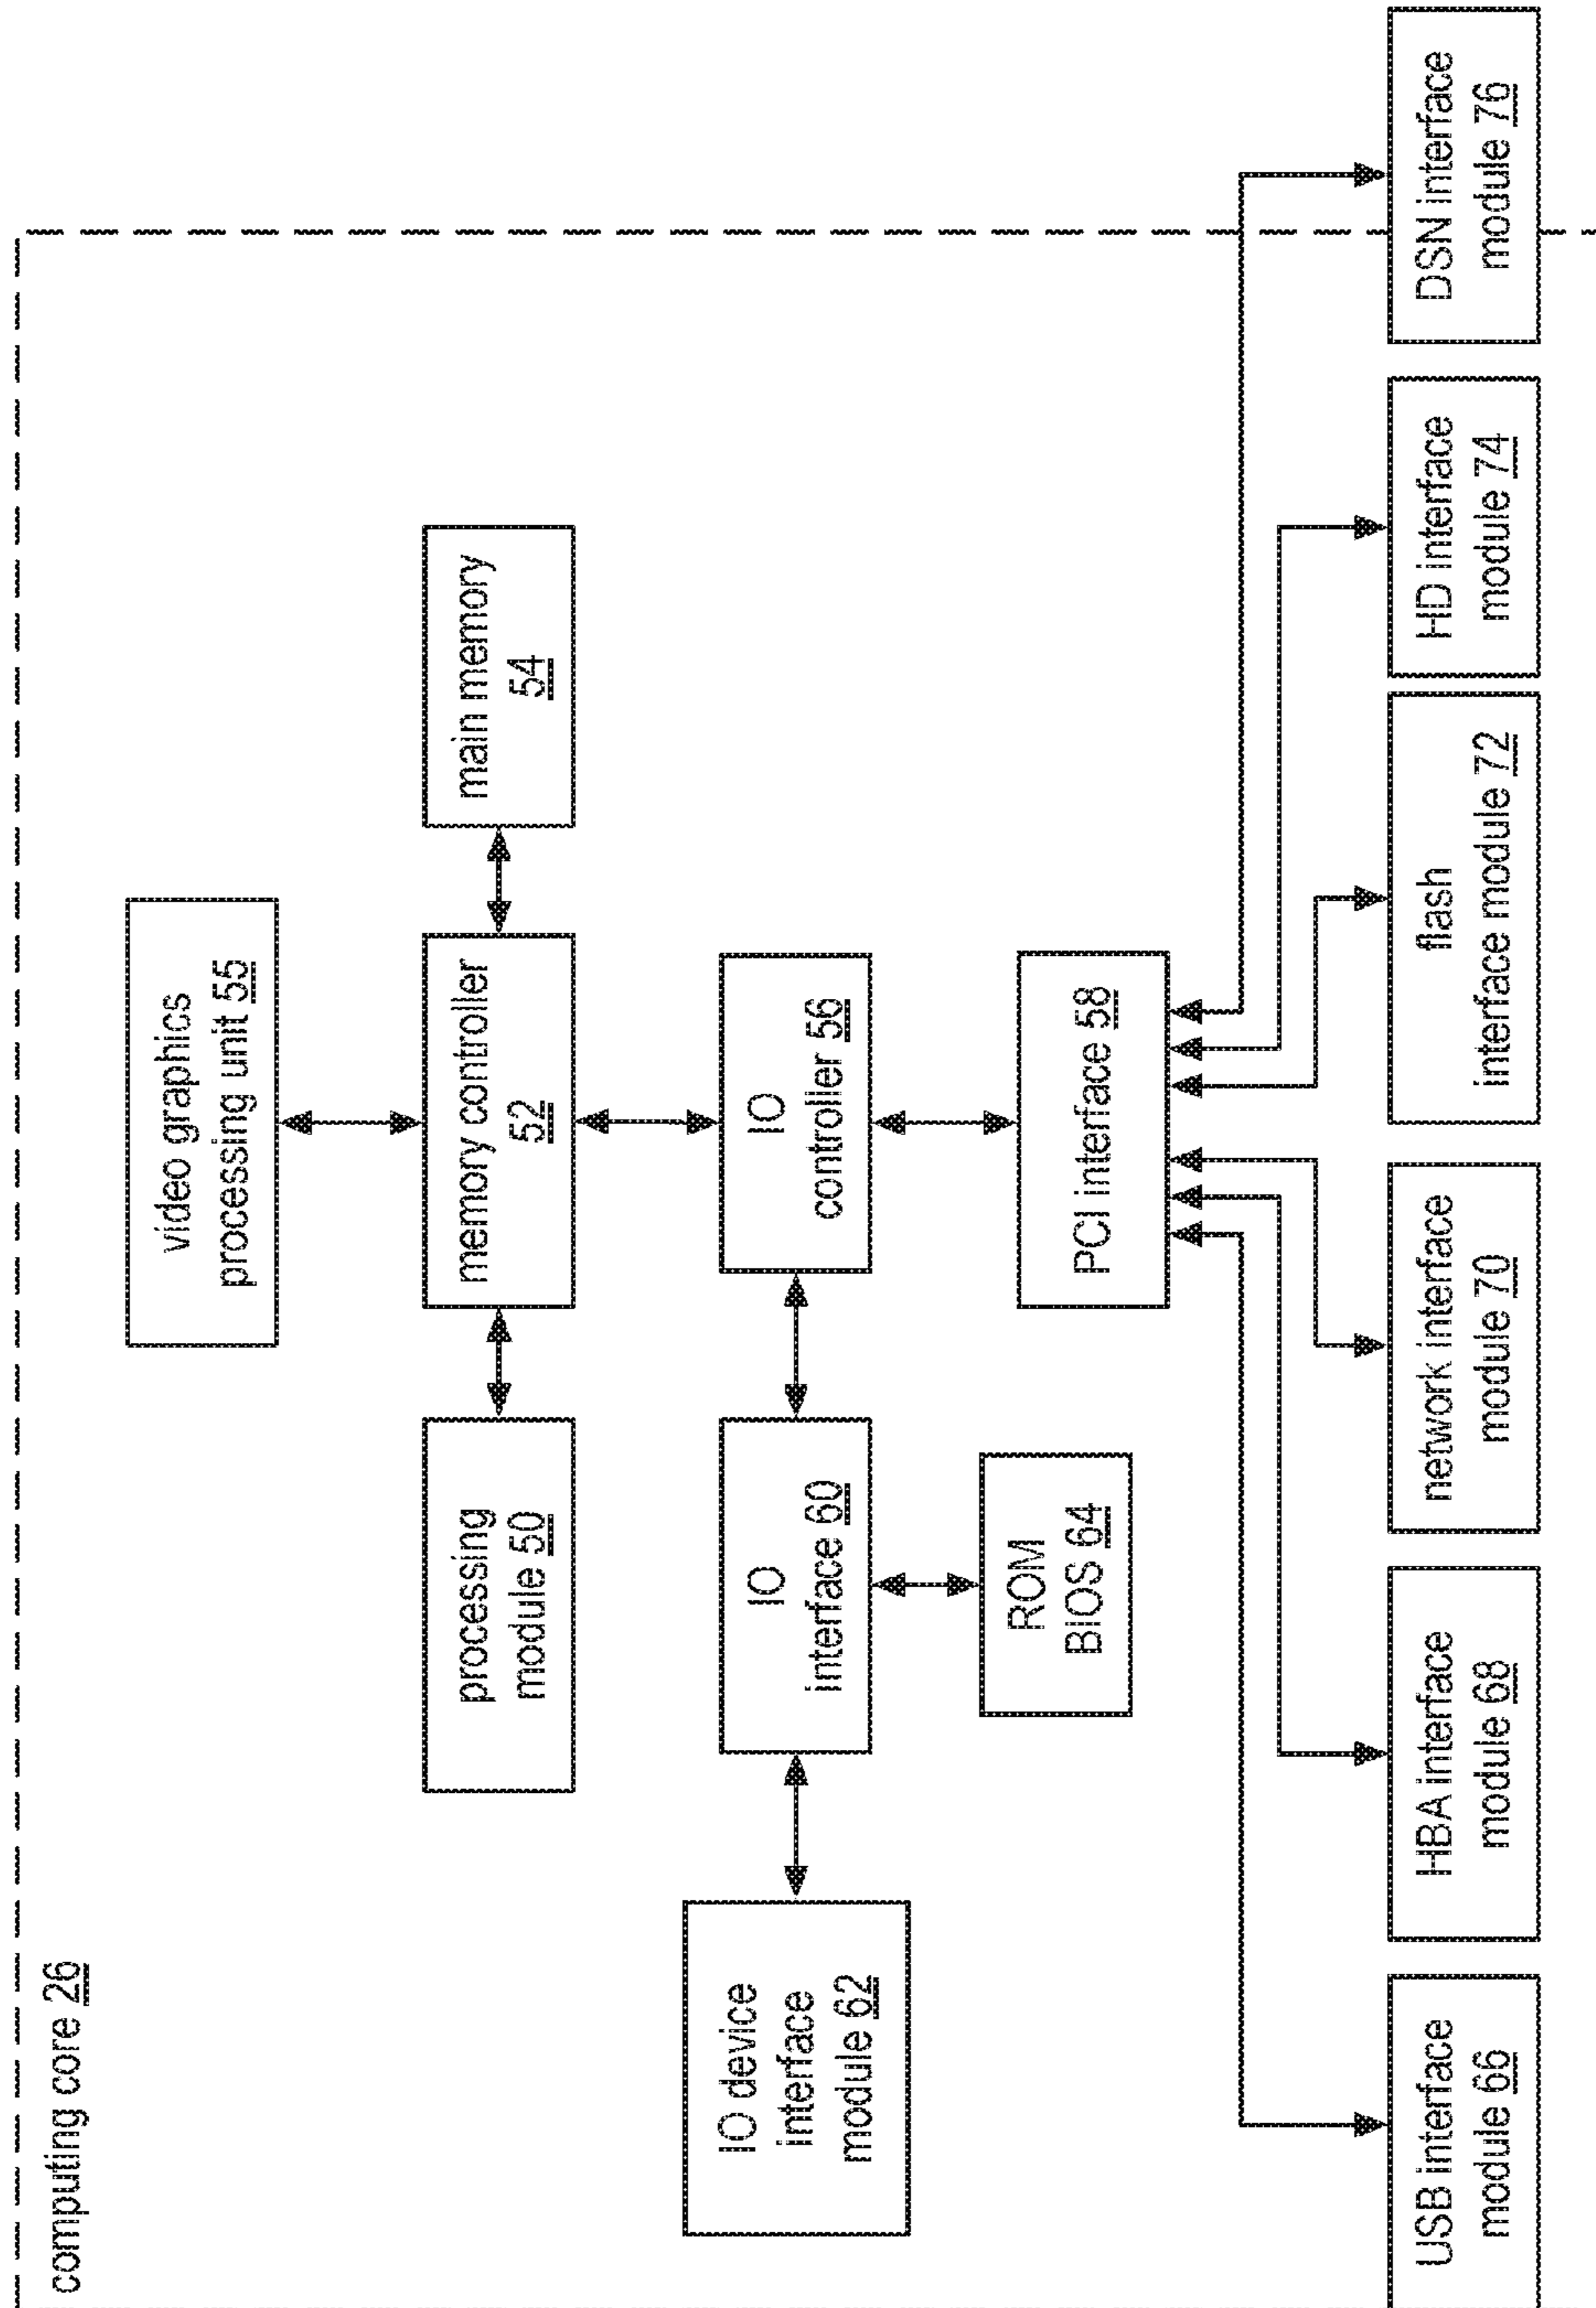 computing core 26
video graphics
processing unit 55
processing
module 50
memory controller
52
main memory
54
IO device
interface
module 62
IO
interface 60
IO
controller 56
ROM
BIOS 64
PCI interface 58
USB interface
module 66
HBA interface
module 68
network interface
module 70
flash
interface module 72
HD interface
module 74
DSN interface
module 76